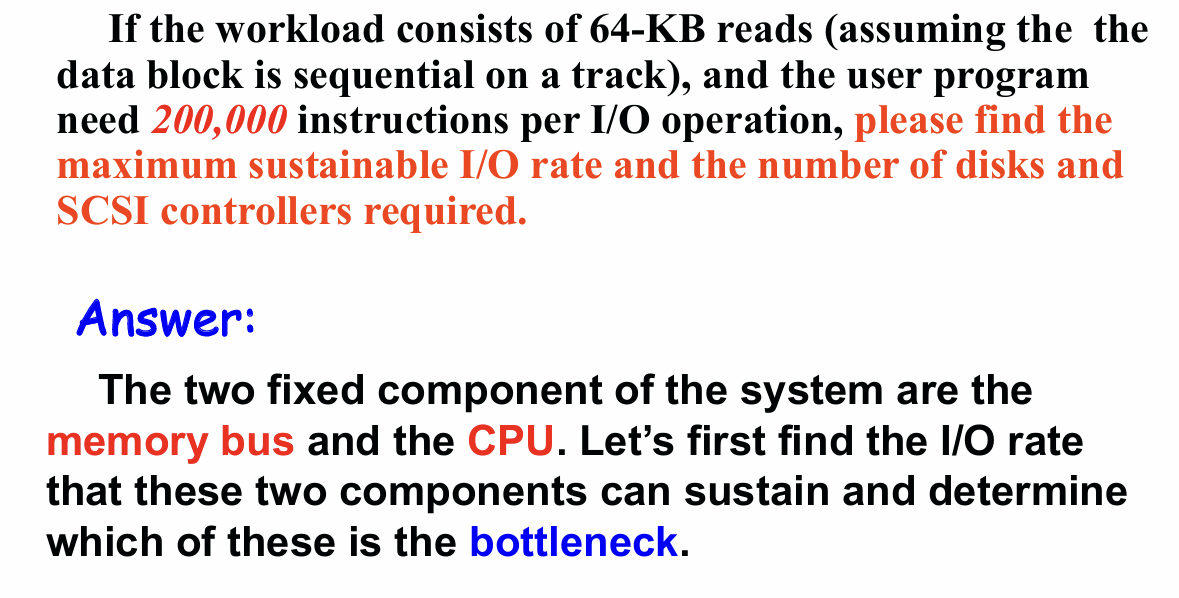 If the workload consists of 64-KB reads (assuming the the
data block is sequential on a track), and the user program
need 200,000 instructions per I/O operation, please find the
maximum sustainable I/O rate and the number of disks and
SCSI controllers required.
Answer:
The two fixed component of the system are the
memory bus and the CPU. Let’s first find the I/O rate
that these two components can sustain and determine
which of these is the bottleneck.